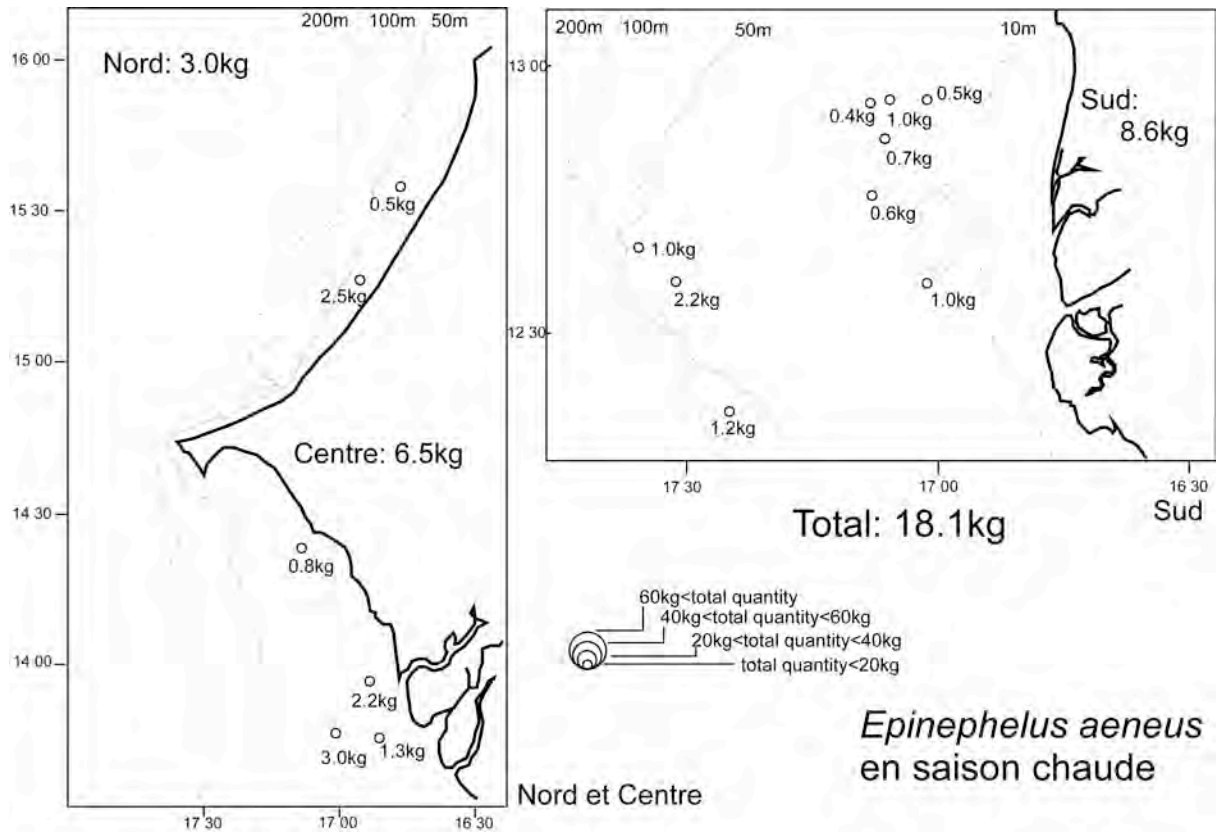 200m 100m 50m
16 00
Nord: 3.0kg
0.5kg
15 30
2.5kg
15 00
Centre: 6.5kg
14 30
0.8kg
14 00
2.2kg
3.0kg
1.3kg
Nord et Centre
17 30 17 00 16 30
200m 100m 50m 10m
13 00
0.5kg
0.4kg
1.0kg
Sud:
8.6kg
0.7kg
0.6kg
1.0kg
2.2kg
1.0kg
12 30
1.2kg
17 30 17 00 16 30
Sud
Total: 18.1kg
60kg<total quantity
40kg<total quantity<60kg
20kg<total quantity<40kg
total quantity<20kg
Epinephelus aeneus
en saison chaude